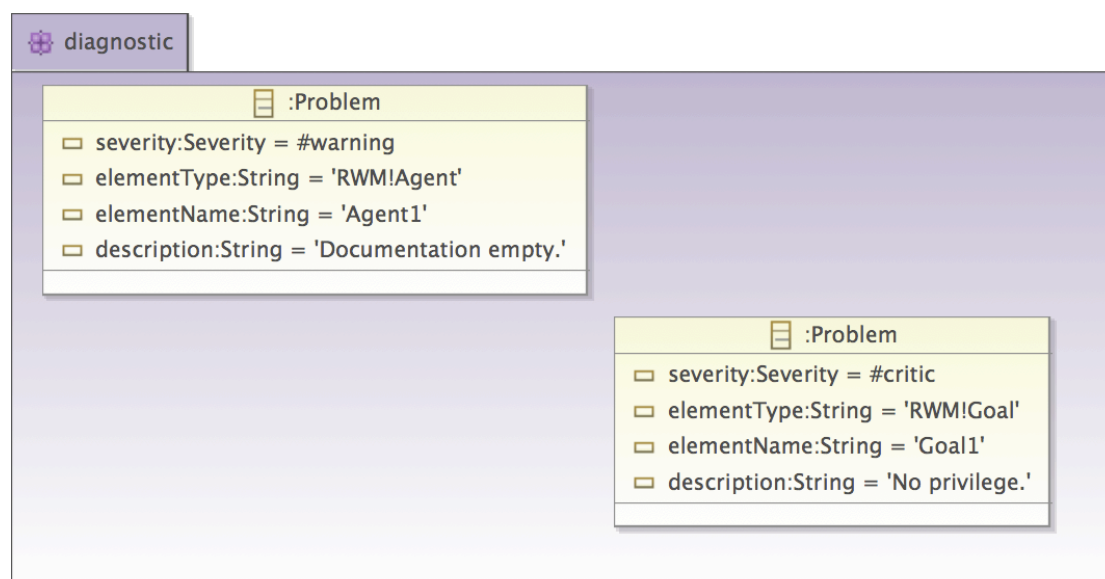 diagnostic
:Problem
severity:Severity = #warning
elementType:String = 'RWM!Agent'
elementName:String = 'Agent1'
description:String = 'Documentation empty.'
:Problem
severity:Severity = #critic
elementType:String = 'RWM!Goal'
elementName:String = 'Goal1'
description:String = 'No privilege.'